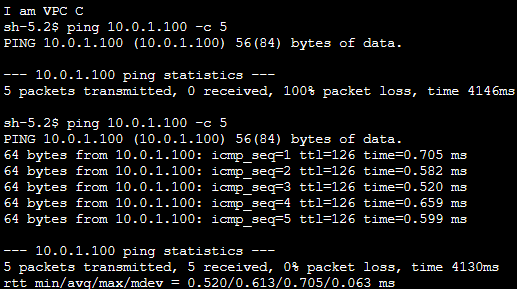 I am VPC C
sh-5.2$ ping 10.0.1.100 -c 5
PING 10.0.1.100 (10.0.1.100) 56(84) bytes of data.

--- 10.0.1.100 ping statistics ---
5 packets transmitted, 0 received, 100% packet loss, time 4146ms

sh-5.2$ ping 10.0.1.100 -c 5
PING 10.0.1.100 (10.0.1.100) 56(84) bytes of data.
64 bytes from 10.0.1.100: icmp_seq=1 ttl=126 time=0.705 ms
64 bytes from 10.0.1.100: icmp_seq=2 ttl=126 time=0.582 ms
64 bytes from 10.0.1.100: icmp_seq=3 ttl=126 time=0.520 ms
64 bytes from 10.0.1.100: icmp_seq=4 ttl=126 time=0.659 ms
64 bytes from 10.0.1.100: icmp_seq=5 ttl=126 time=0.599 ms

--- 10.0.1.100 ping statistics ---
5 packets transmitted, 5 received, 0% packet loss, time 4130ms
rtt min/avg/max/mdev = 0.520/0.613/0.705/0.063 ms